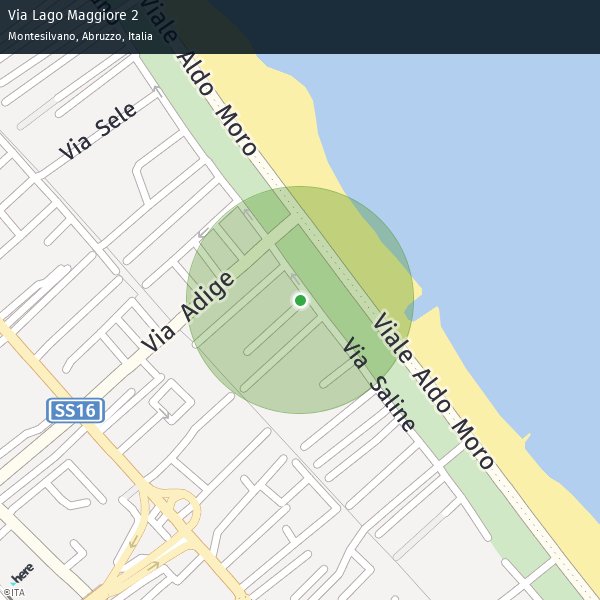 Via Lago Maggiore 2
Montesilvano, Abruzzo, Italia
Viale Aldo Moro
Via Sele
Via Adige
Viale Aldo Moro
Via Saline
SS16
here
©ITA